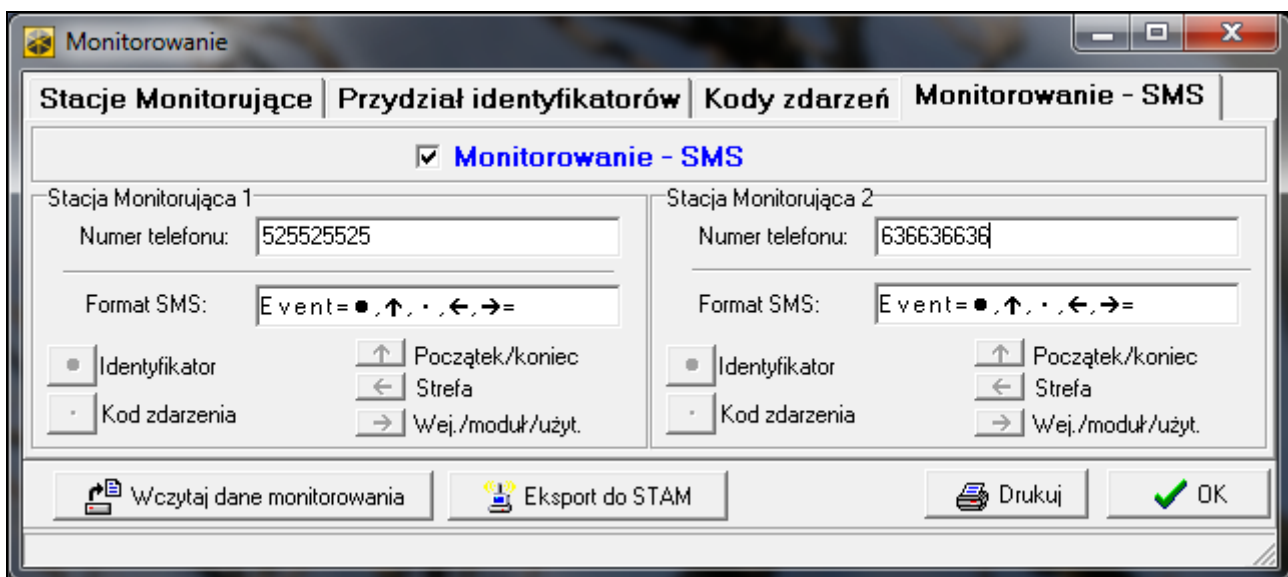 Monitorowanie
Stacje Monitorujące Przydział identyfikatorów Kody zdarzeń Monitorowanie - SMS
Monitorowanie - SMS
Stacja Monitorująca 1
Numer telefonu: 525525525
Format SMS: Event=●,↑,·,←,→=
● Identyfikator
↑ Początek/koniec
← Strefa
· Kod zdarzenia
→ Wej./moduł/użyt.
Stacja Monitorująca 2
Numer telefonu: 636636636
Format SMS: Event=●,↑,·,←,→=
● Identyfikator
↑ Początek/koniec
← Strefa
· Kod zdarzenia
→ Wej./moduł/użyt.
Wczytaj dane monitorowania Eksport do STAM Drukuj OK